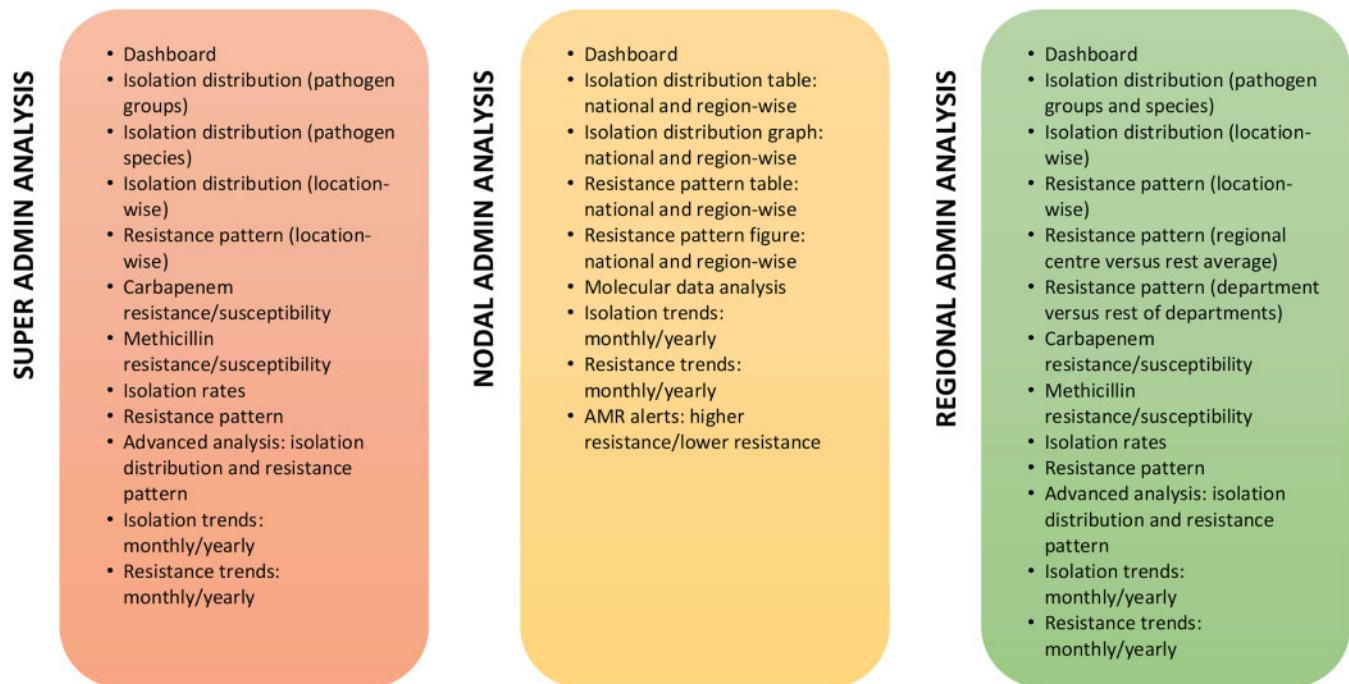 SUPER ADMIN ANALYSIS
• Dashboard
• Isolation distribution (pathogen
groups)
• Isolation distribution (pathogen
species)
• Isolation distribution (location-
wise)
• Resistance pattern (location-
wise)
• Carbapenem
resistance/susceptibility
• Methicillin
resistance/susceptibility
• Isolation rates
• Resistance pattern
• Advanced analysis: isolation
distribution and resistance
pattern
• Isolation trends:
monthly/yearly
• Resistance trends:
monthly/yearly
NODAL ADMIN ANALYSIS
• Dashboard
• Isolation distribution table:
national and region-wise
• Isolation distribution graph:
national and region-wise
• Resistance pattern table:
national and region-wise
• Resistance pattern figure:
national and region-wise
• Molecular data analysis
• Isolation trends:
monthly/yearly
• Resistance trends:
monthly/yearly
• AMR alerts: higher
resistance/lower resistance
REGIONAL ADMIN ANALYSIS
• Dashboard
• Isolation distribution (pathogen
groups and species)
• Isolation distribution (location-
wise)
• Resistance pattern (location-
wise)
• Resistance pattern (regional
centre versus rest average)
• Resistance pattern (department
versus rest of departments)
• Carbapenem
resistance/susceptibility
• Methicillin
resistance/susceptibility
• Isolation rates
• Resistance pattern
• Advanced analysis: isolation
distribution and resistance
pattern
• Isolation trends:
monthly/yearly
• Resistance trends:
monthly/yearly